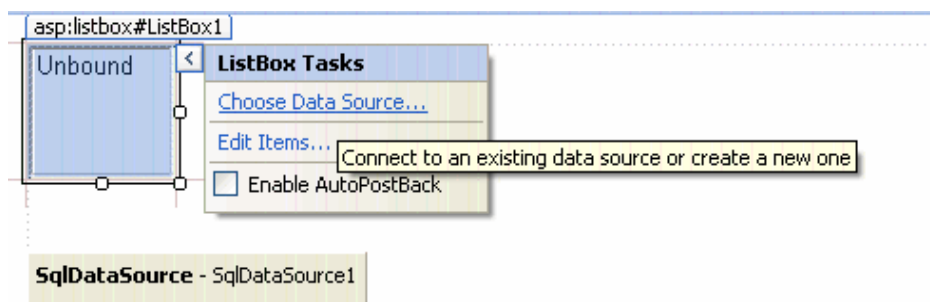 asp:listbox#ListBox1
Unbound
<
ListBox Tasks
Choose Data Source...
Edit Items...
Connect to an existing data source or create a new one
Enable AutoPostBack
SqlDataSource - SqlDataSource1